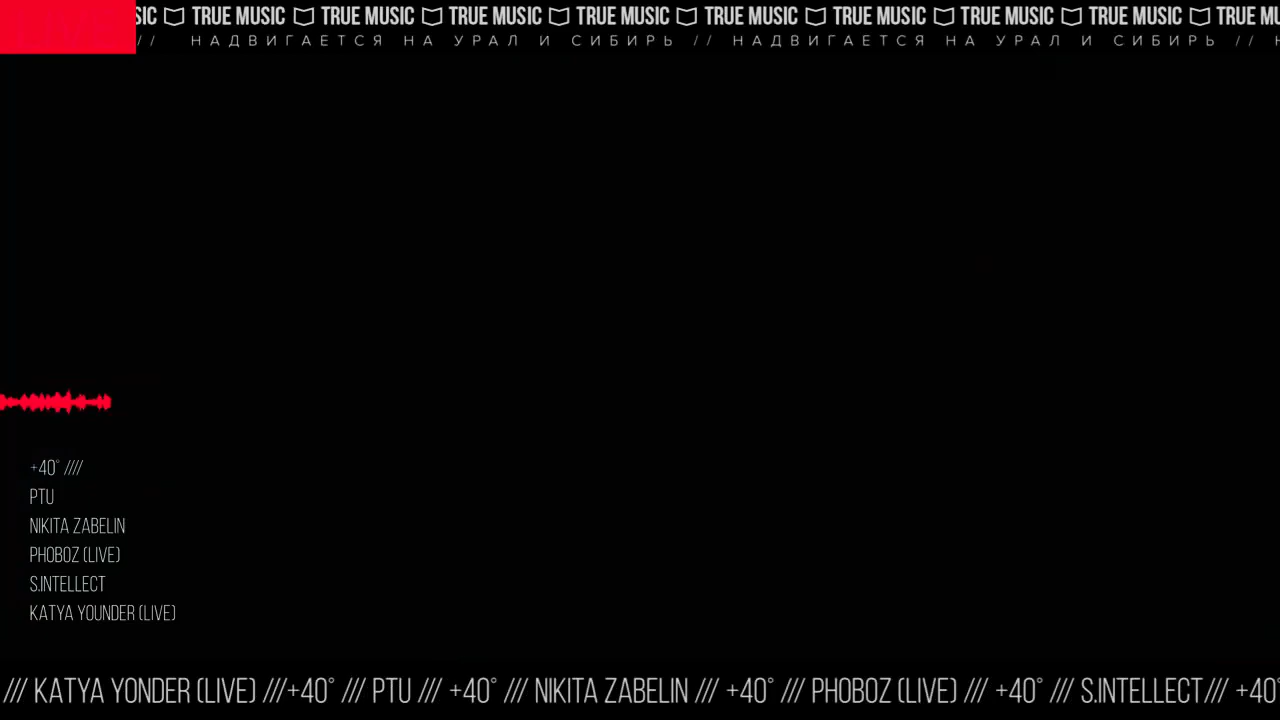 SIC TRUE MUSIC TRUE MUSIC TRUE MUSIC TRUE MUSIC TRUE MUSIC TRUE MUSIC TRUE MUSIC TRUE MUSIC TRUE MU
// НАДВИГАЕТСЯ НА УРАЛ И СИБИРЬ // НАДВИГАЕТСЯ НА УРАЛ И СИБИРЬ //
+40° ////
PTU
NIKITA ZABELIN
PHOBOZ (LIVE)
S.INTELLECT
KATYA YOUNDER (LIVE)
/// KATYA YONDER (LIVE) ///+40° /// PTU /// +40° /// NIKITA ZABELIN /// +40° /// PHOBOZ (LIVE) /// +40° /// S.INTELLECT/// +40°